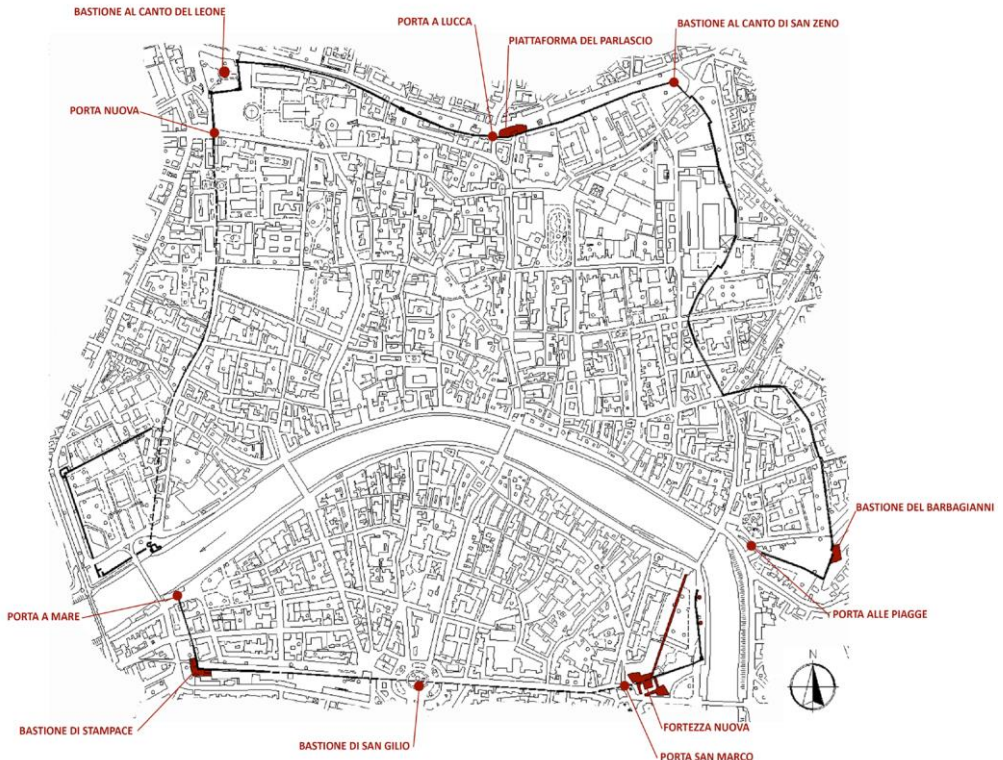 BASTIONE AL CANTO DEL LEONE
PORTA A LUCCA
BASTIONE AL CANTO DI SAN ZENO
PIATTAFORMA DEL PARLASCIO
PORTA NUOVA
BASTIONE DEL BARBAGIANNI
PORTA A MARE
PORTA ALLE PIAGGE
N
BASTIONE DI STAMPACE
FORTEZZA NUOVA
BASTIONE DI SAN GILIO
PORTA SAN MARCO